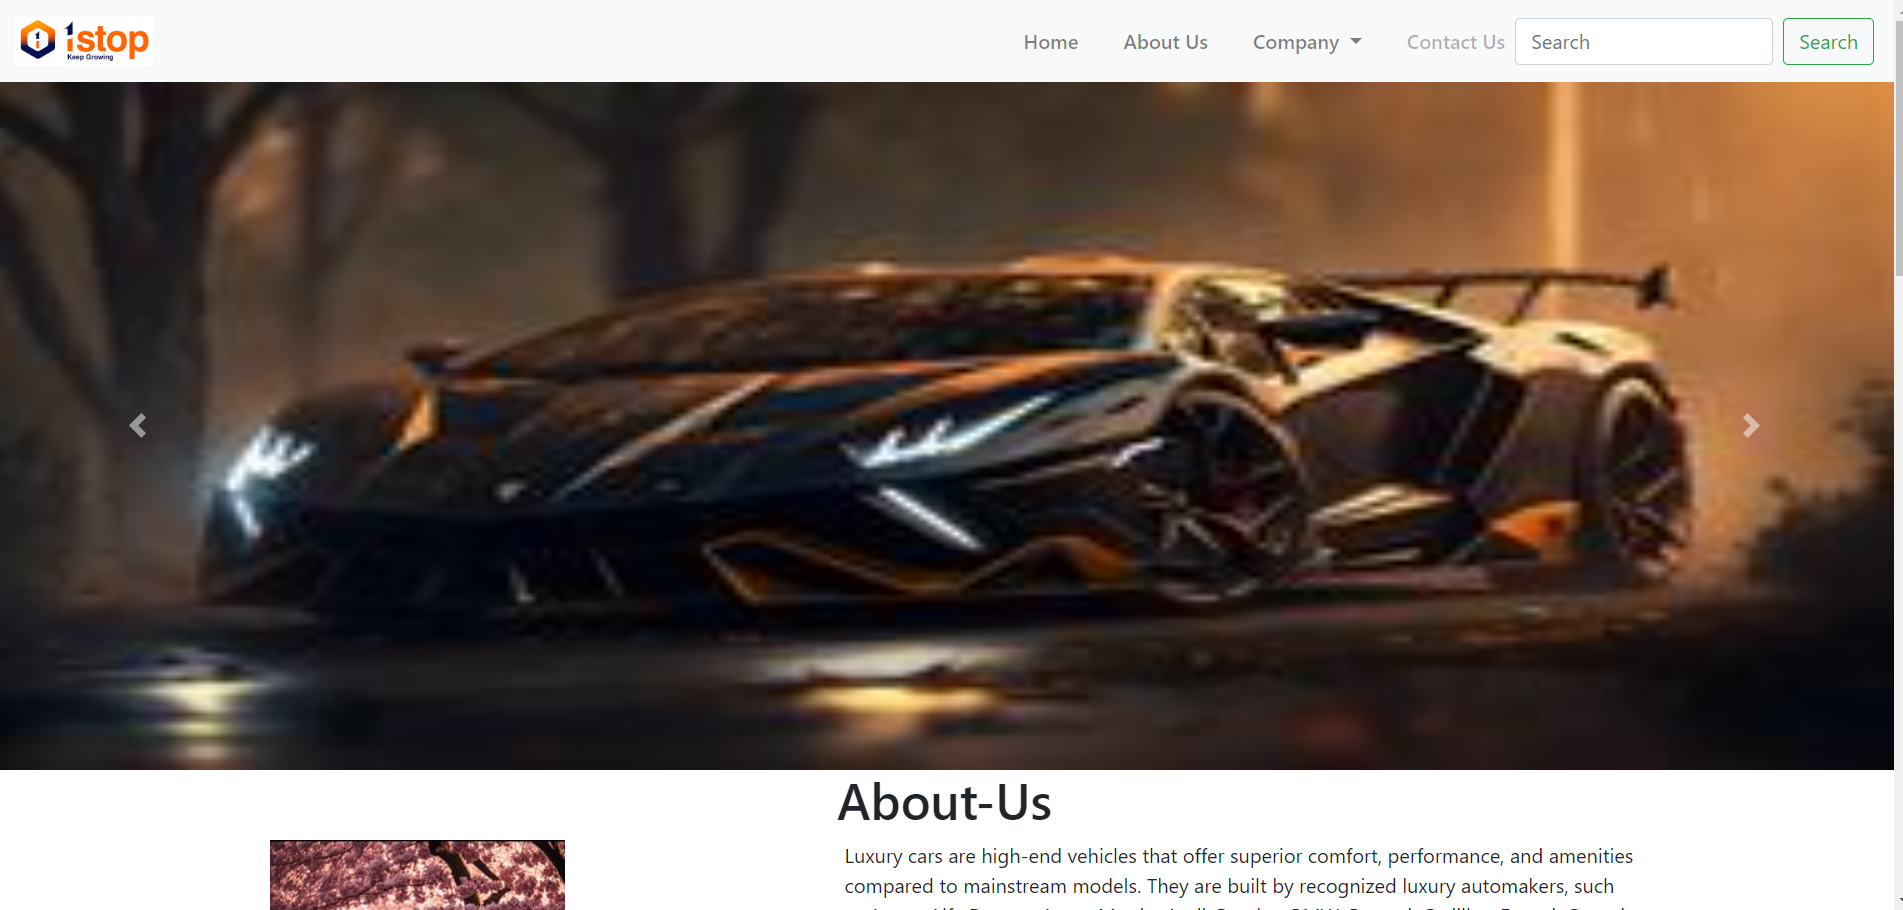 1stop
Keep Growing
Home About Us Company Contact Us Search Search
About-Us
Luxury cars are high-end vehicles that offer superior comfort, performance, and amenities
compared to mainstream models. They are built by recognized luxury automakers, such